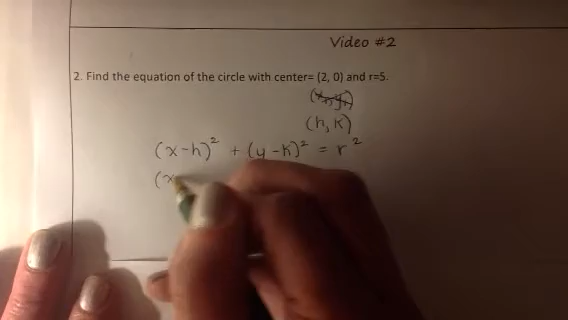 Video #2
2. Find the equation of the circle with center= (2, 0) and r=5.
(h, k)
(x-h)² + (y-k)² = r²
(x